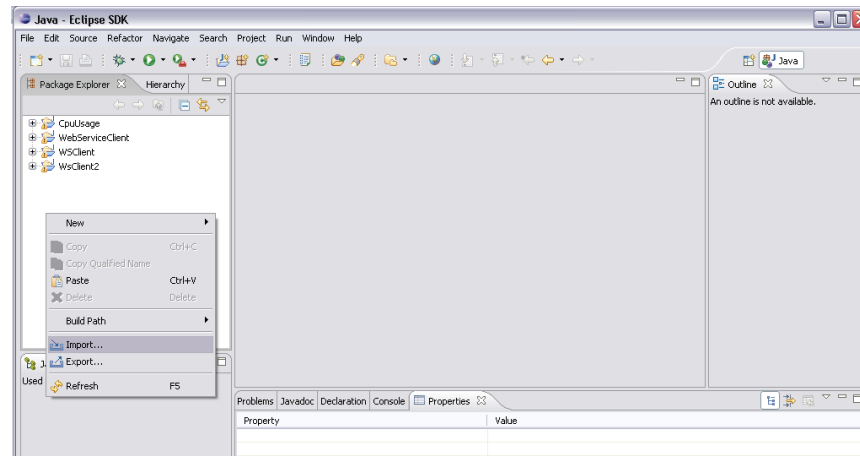 Java - Eclipse SDK
File Edit Source Refactor Navigate Search Project Run Window Help
Java
Package Explorer Hierarchy
Outline
An outline is not available.
CpuUsage
WebServiceClient
WSClient
WsClient2
New
Copy Ctrl+C
Copy Qualified Name
Paste Ctrl+V
Delete Delete
Build Path
Import...
Export...
Refresh F5
J
Used
Problems Javadoc Declaration Console Properties
Property Value